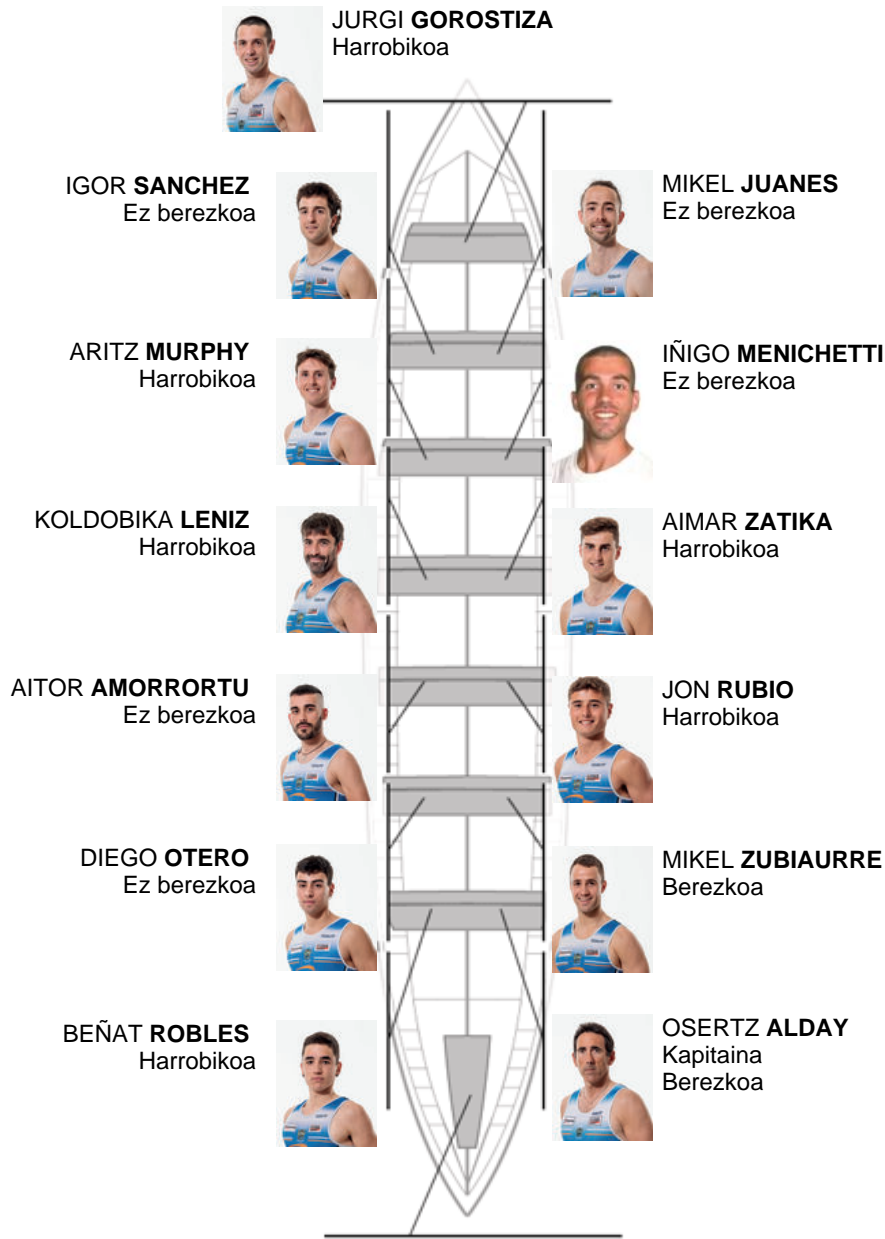 JURGI GOROSTIZA
Harrobikoa
IGOR SANCHEZ
Ez berezkoa
MIKEL JUANES
Ez berezkoa
ARITZ MURPHY
Harrobikoa
IÑIGO MENICHETTI
Ez berezkoa
KOLDOBIKA LENIZ
Harrobikoa
AIMAR ZATIKA
Harrobikoa
AITOR AMORRORTU
Ez berezkoa
JON RUBIO
Harrobikoa
DIEGO OTERO
Ez berezkoa
MIKEL ZUBIAURRE
Berezkoa
BEÑAT ROBLES
Harrobikoa
OSERTZ ALDAY
Kapitaina
Berezkoa